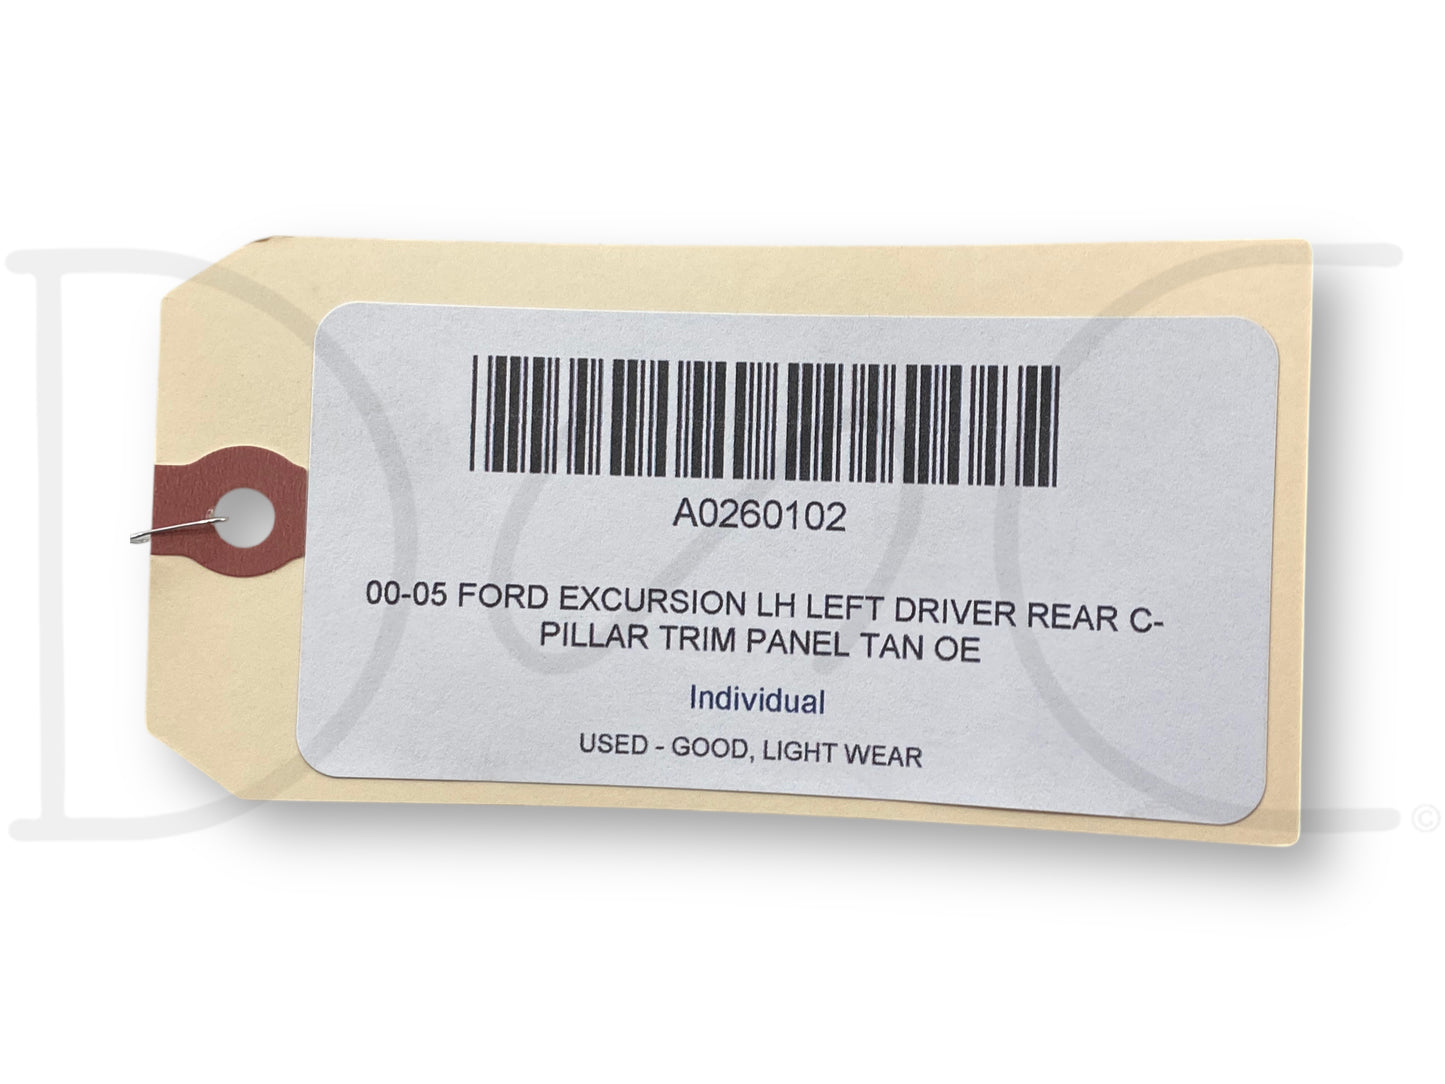 A0260102
00-05 FORD EXCURSION LH LEFT DRIVER REAR C-
PILLAR TRIM PANEL TAN OE
Individual
USED - GOOD, LIGHT WEAR
©